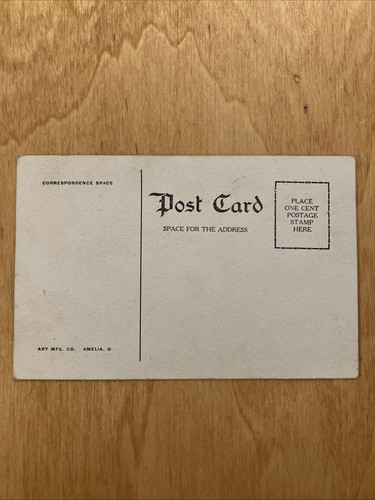 CORRESPONDENCE SPACE
Post Card
SPACE FOR THE ADDRESS
PLACE
ONE CENT
POSTAGE
STAMP
HERE
ART MFG. CO. AMELIA, O